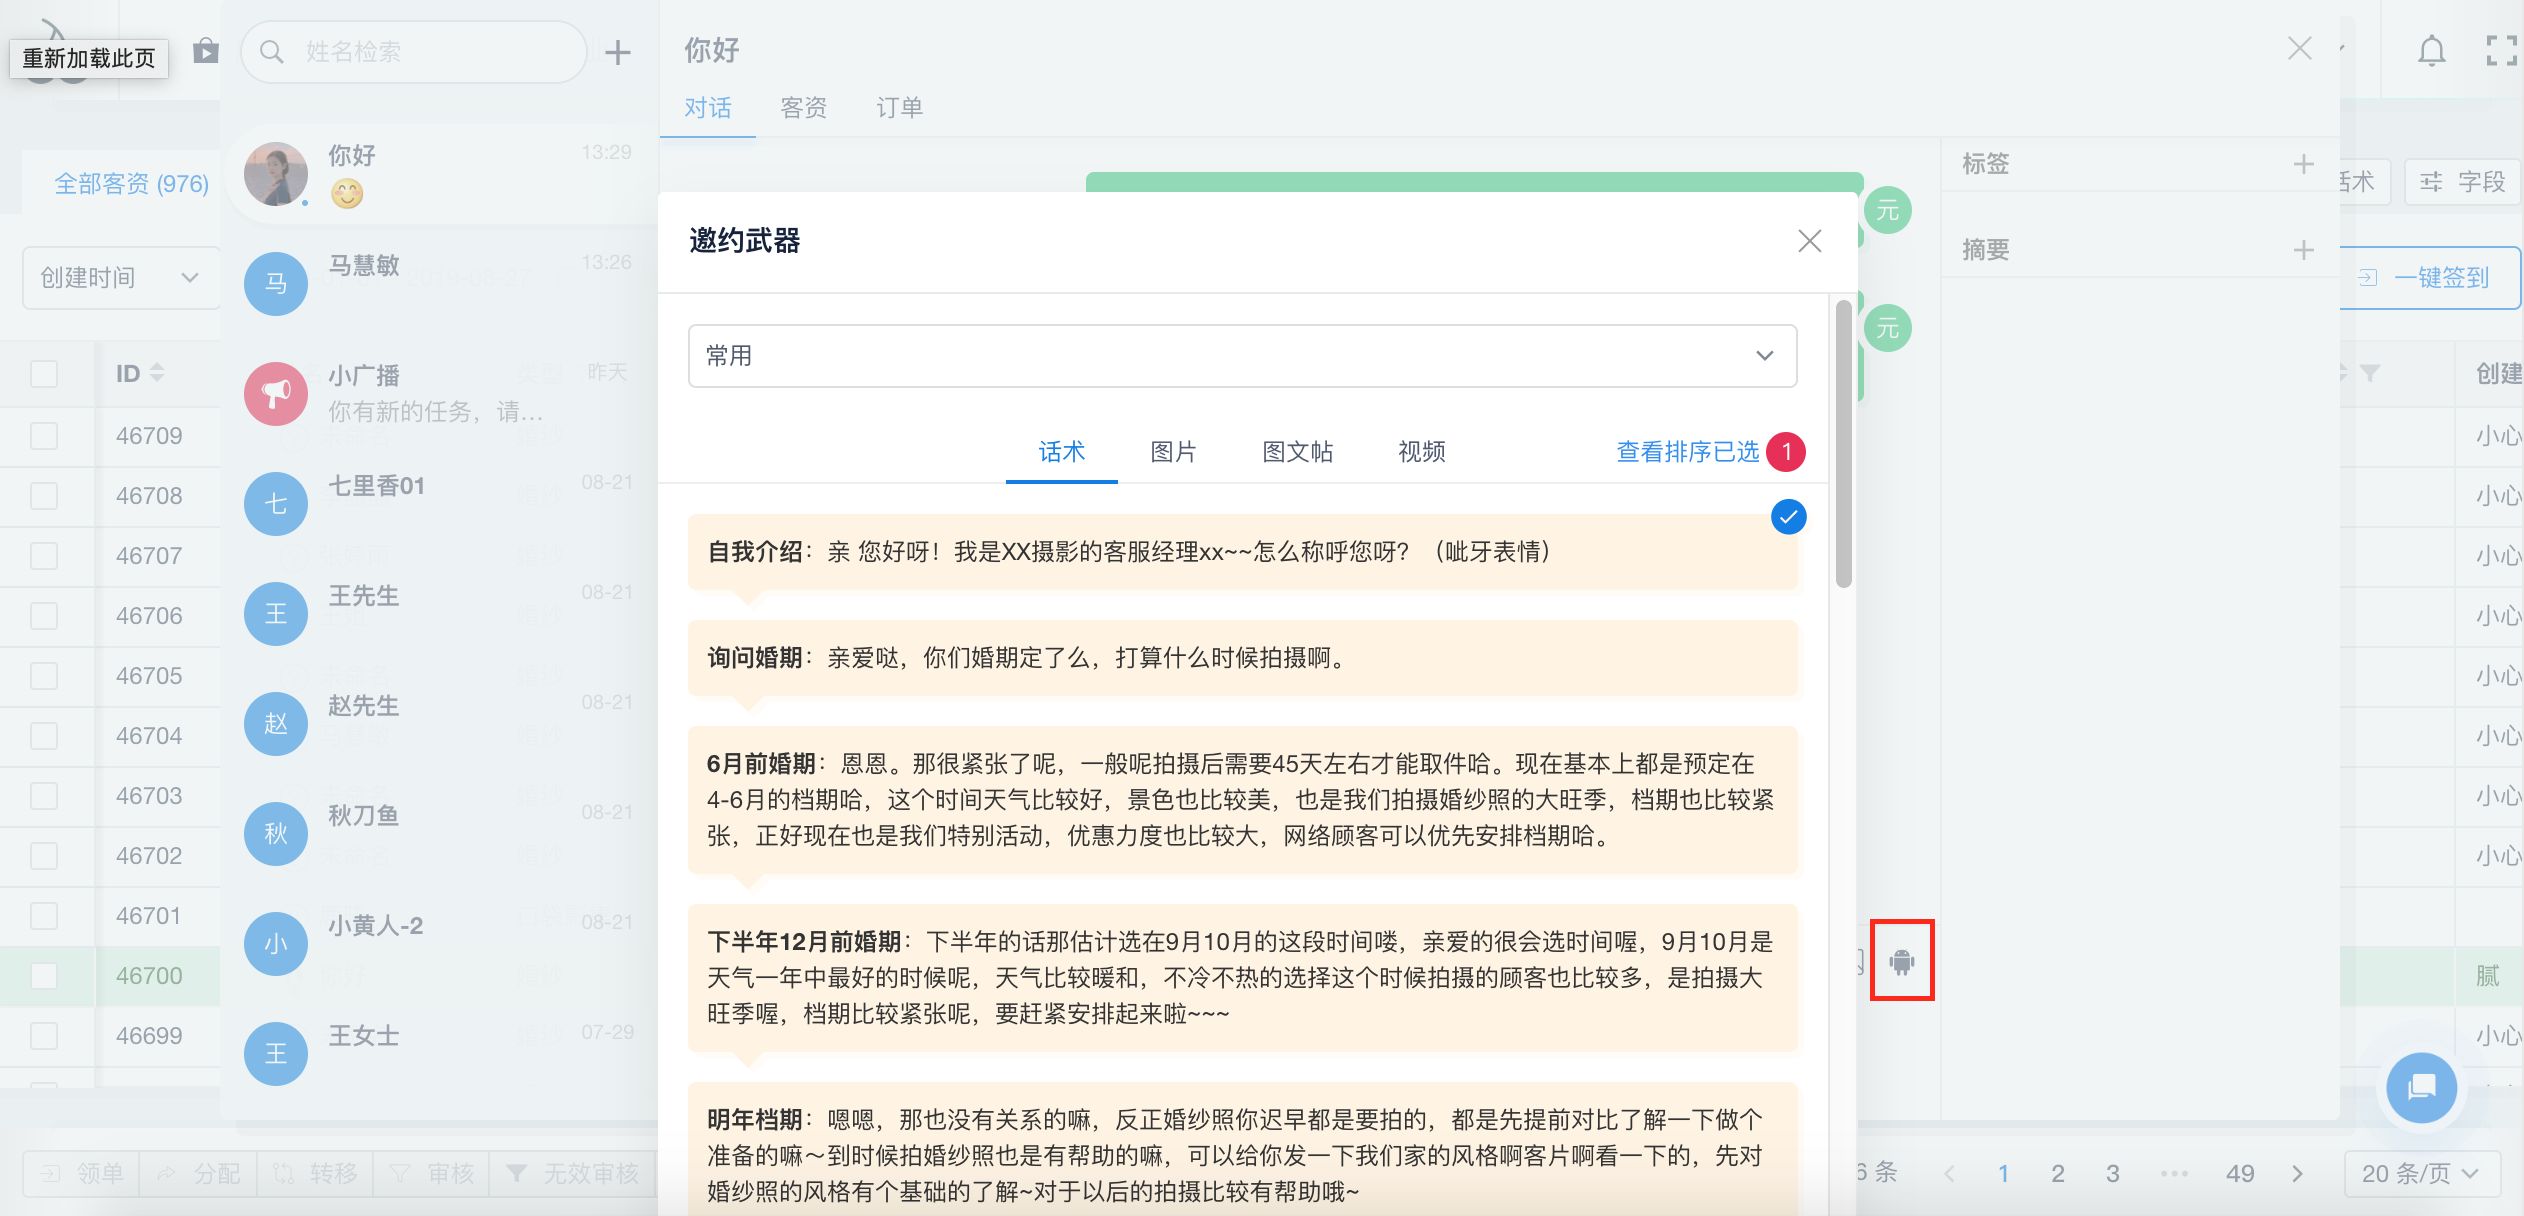 重新加载此页
姓名检索
你好
对话
客资
订单
全部客资 (976)
创建时间
ID
46709
46708
46707
46706
46705
46704
46703
46702
46701
46700
46699
你好
13:29
马
马慧敏
13:26
小广播
昨天
你有新的任务，请…
七
七里香01
08-21
王
王先生
08-21
赵
赵先生
08-21
秋
秋刀鱼
08-21
小
小黄人-2
08-21
王
王女士
07-29
邀约武器
常用
话术
图片
图文帖
视频
查看排序已选
1
自我介绍：亲 您好呀！我是XX摄影的客服经理xx~~怎么称呼您呀？（呲牙表情）
询问婚期：亲爱哒，你们婚期定了么，打算什么时候拍摄啊。
6月前婚期：恩恩。那很紧张了呢，一般呢拍摄后需要45天左右才能取件哈。现在基本上都是预定在
4-6月的档期哈，这个时间天气比较好，景色也比较美，也是我们拍摄婚纱照的大旺季，档期也比较紧
张，正好现在也是我们特别活动，优惠力度也比较大，网络顾客可以优先安排档期哈。
下半年12月前婚期：下半年的话那估计选在9月10月的这段时间喽，亲爱的很会选时间喔，9月10月是
天气一年中最好的时候呢，天气比较暖和，不冷不热的选择这个时候拍摄的顾客也比较多，是拍摄大
旺季喔，档期比较紧张呢，要赶紧安排起来啦~~~
明年档期：嗯嗯，那也没有关系的嘛，反正婚纱照你迟早都是要拍的，都是先提前对比了解一下做个
准备的嘛～到时候拍婚纱照也是有帮助的嘛，可以给你发一下我们家的风格啊客片啊看一下的，先对
婚纱照的风格有个基础的了解~对于以后的拍摄比较有帮助哦~
元
元
标签
摘要
话术
字段
一键签到
创建
小心
小心
小心
小心
小心
小心
小心
小心
腻
小心
领单
分配
转移
审核
无效审核
6 条
1
2
3
•••
49
20 条/页